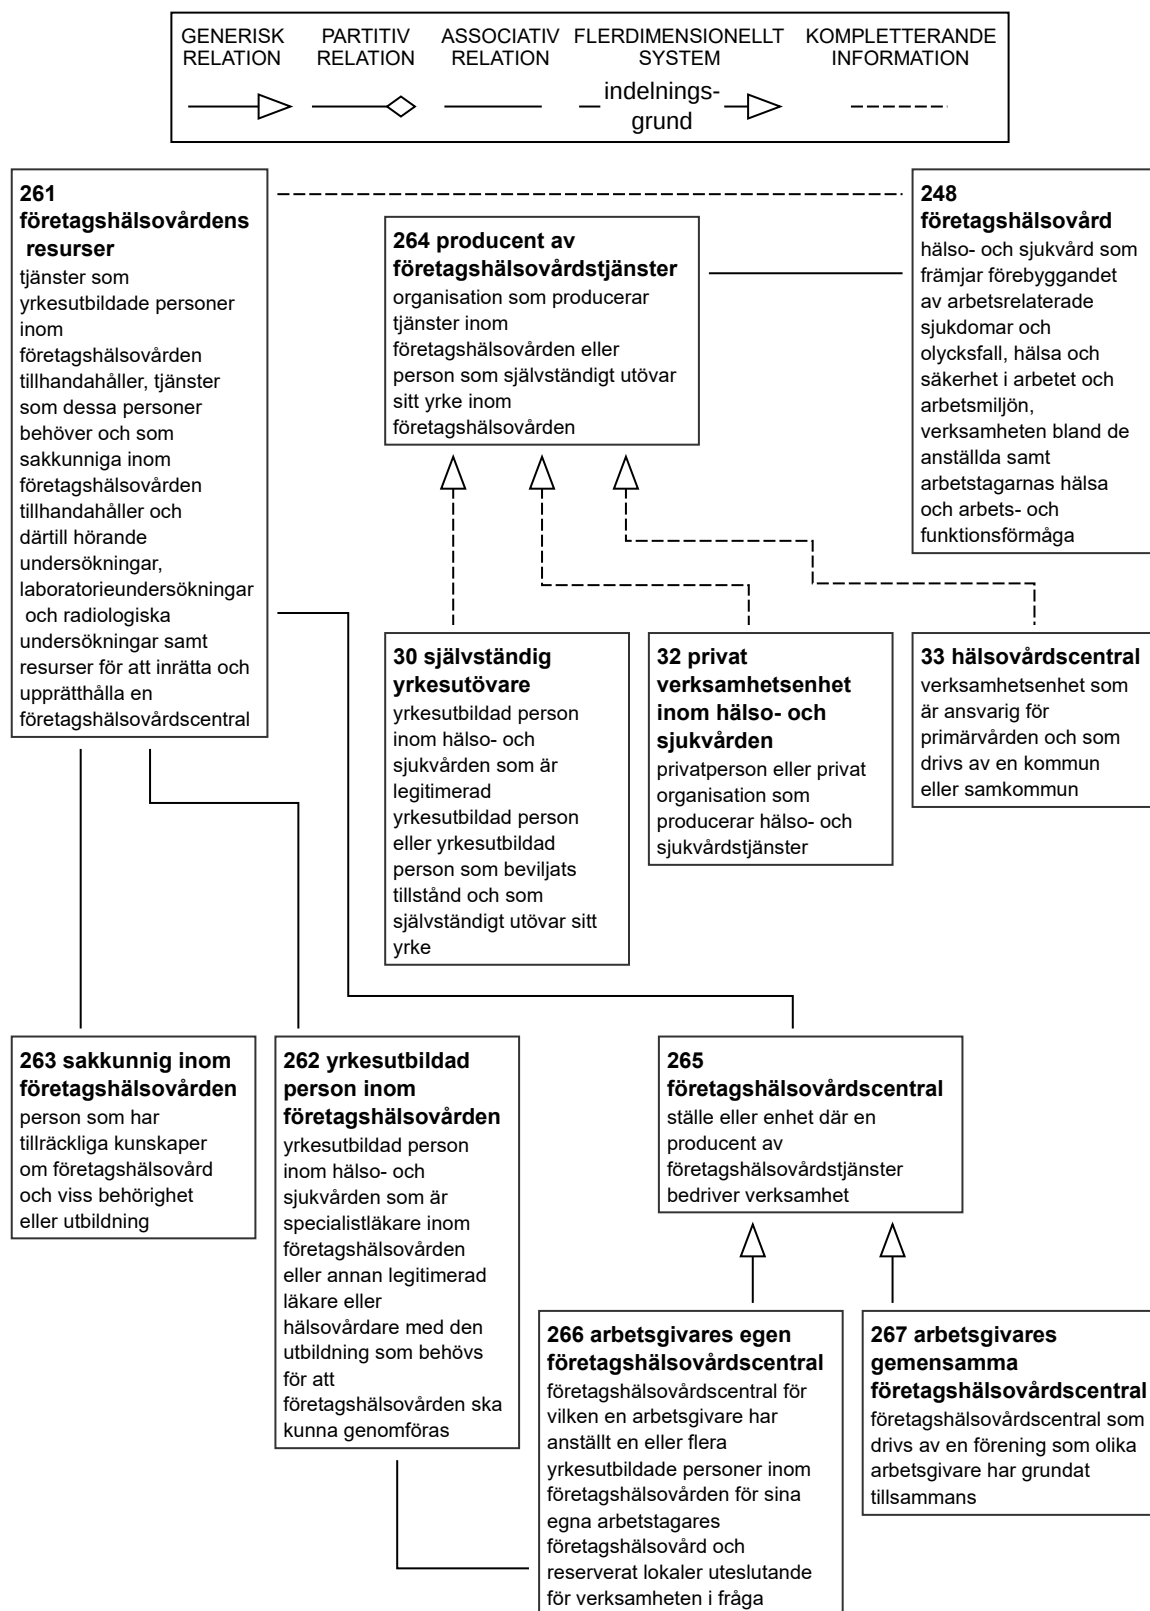 GENERISK
RELATION
PARTITIV
RELATION
ASSOCIATIV
RELATION
FLERDIMENSIONELLT
SYSTEM
KOMPLETTERANDE
INFORMATION
indelnings-
grund
261
företagshälsovårdens
resurser
tjänster som
yrkesutbildade personer
inom
företagshälsovården
tillhandahåller, tjänster
som dessa personer
behöver och som
sakkunniga inom
företagshälsovården
tillhandahåller och
därtill hörande
undersökningar,
laboratorieundersökningar
och radiologiska
undersökningar samt
resurser för att inrätta och
upprätthålla en
företagshälsovårdscentral
264 producent av
företagshälsovårdstjänster
organisation som producerar
tjänster inom
företagshälsovården eller
person som självständigt utövar
sitt yrke inom
företagshälsovården
248
företagshälsovård
hälso- och sjukvård som
främjar förebyggandet
av arbetsrelaterade
sjukdomar och
olycksfall, hälsa och
säkerhet i arbetet och
arbetsmiljön,
verksamheten bland de
anställda samt
arbetstagarnas hälsa
och arbets- och
funktionsförmåga
30 självständig
yrkesutövare
yrkesutbildad person
inom hälso- och
sjukvården som är
legitimerad
yrkesutbildad person
eller yrkesutbildad
person som beviljats
tillstånd och som
självständigt utövar sitt
yrke
32 privat
verksamhetsenhet
inom hälso- och
sjukvården
privatperson eller privat
organisation som
producerar hälso- och
sjukvårdstjänster
33 hälsovårdscentral
verksamhetsenhet som
är ansvarig för
primärvården och som
drivs av en kommun
eller samkommun
263 sakkunnig inom
företagshälsovården
person som har
tillräckliga kunskaper
om företagshälsovård
och viss behörighet
eller utbildning
262 yrkesutbildad
person inom
företagshälsovården
yrkesutbildad person
inom hälso- och
sjukvården som är
specialistläkare inom
företagshälsovården
eller annan legitimerad
läkare eller
hälsovårdare med den
utbildning som behövs
för att
företagshälsovården ska
kunna genomföras
265
företagshälsovårdscentral
ställe eller enhet där en
producent av
företagshälsovårdstjänster
bedriver verksamhet
266 arbetsgivares egen
företagshälsovårdscentral
företagshälsovårdscentral för
vilken en arbetsgivare har
anställt en eller flera
yrkesutbildade personer inom
företagshälsovården för sina
egna arbetstagares
företagshälsovård och
reserverat lokaler uteslutande
för verksamheten i fråga
267 arbetsgivares
gemensamma
företagshälsovårdscentral
företagshälsovårdscentral som
drivs av en förening som olika
arbetsgivare har grundat
tillsammans